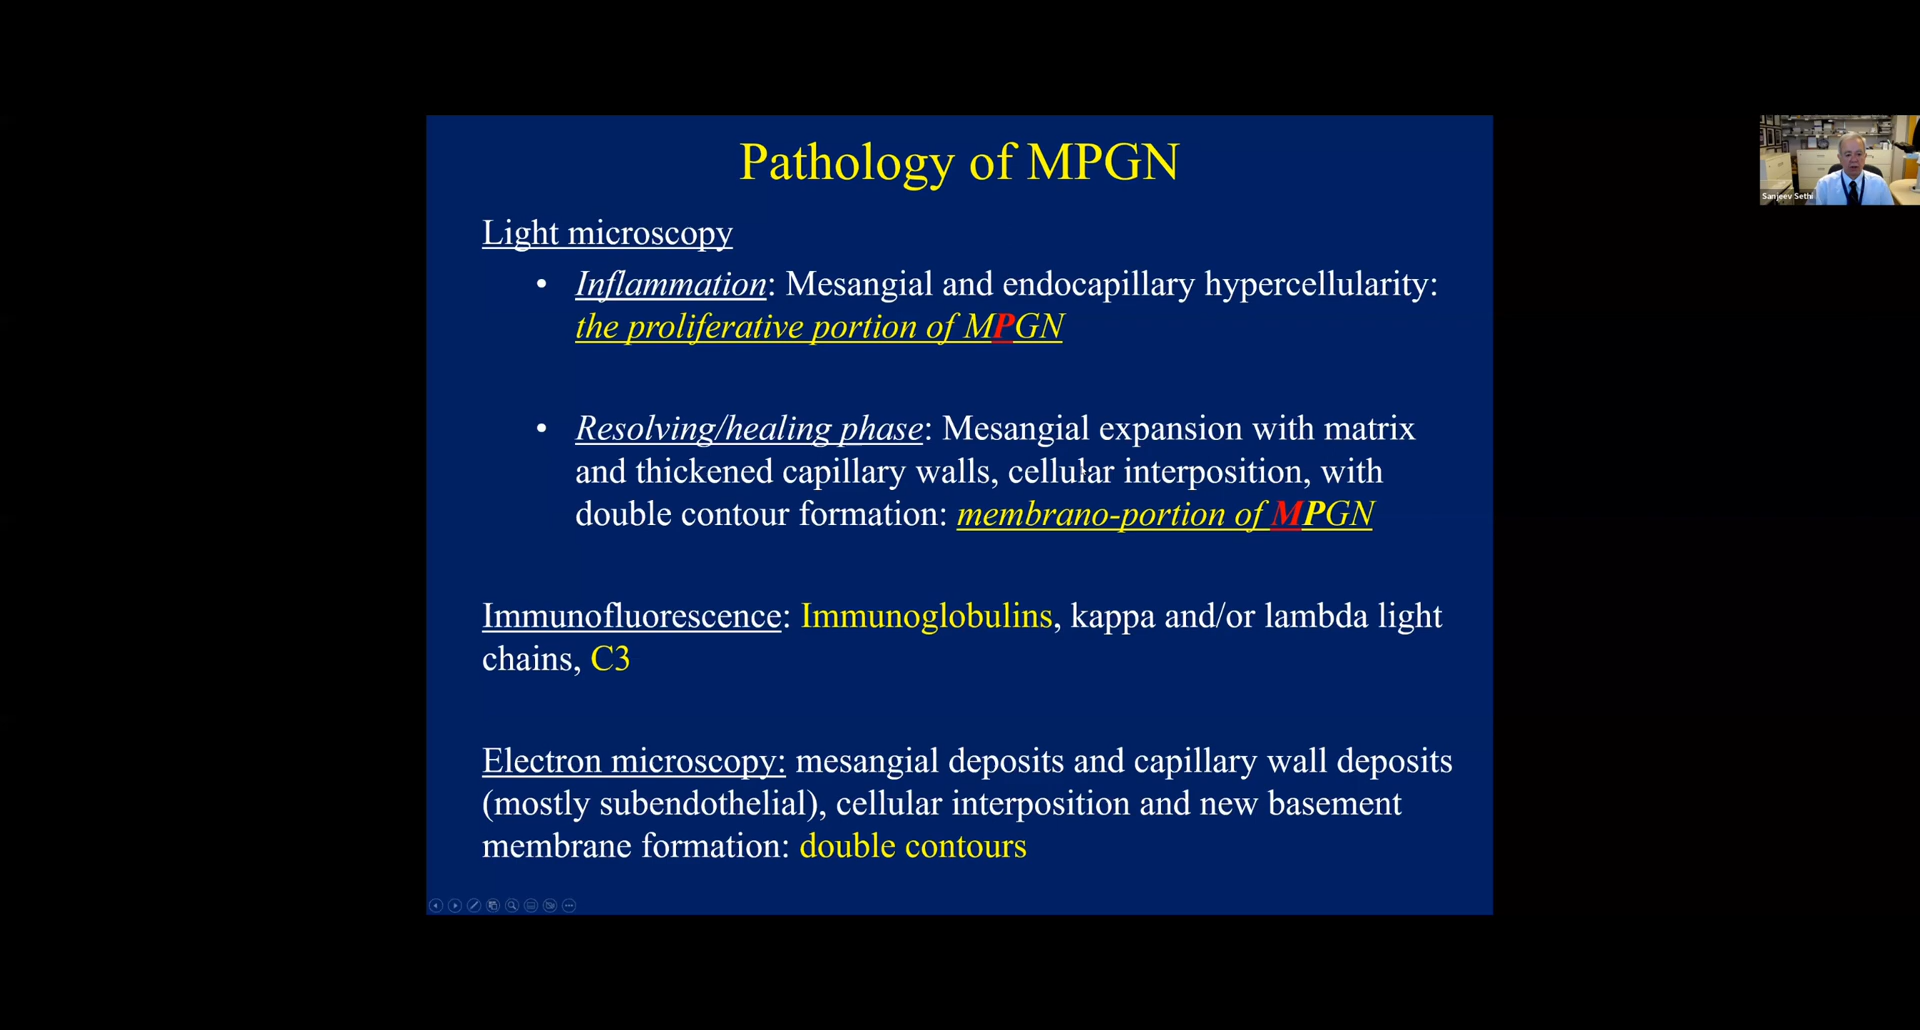 Pathology of MPGN
Light microscopy
• Inflammation: Mesangial and endocapillary hypercellularity:
the proliferative portion of MPGN
• Resolving/healing phase: Mesangial expansion with matrix
and thickened capillary walls, cellular interposition, with
double contour formation: membrano-portion of MPGN
Immunofluorescence: Immunoglobulins, kappa and/or lambda light
chains, C3
Electron microscopy: mesangial deposits and capillary wall deposits
(mostly subendothelial), cellular interposition and new basement
membrane formation: double contours
Sanjeev Sethi